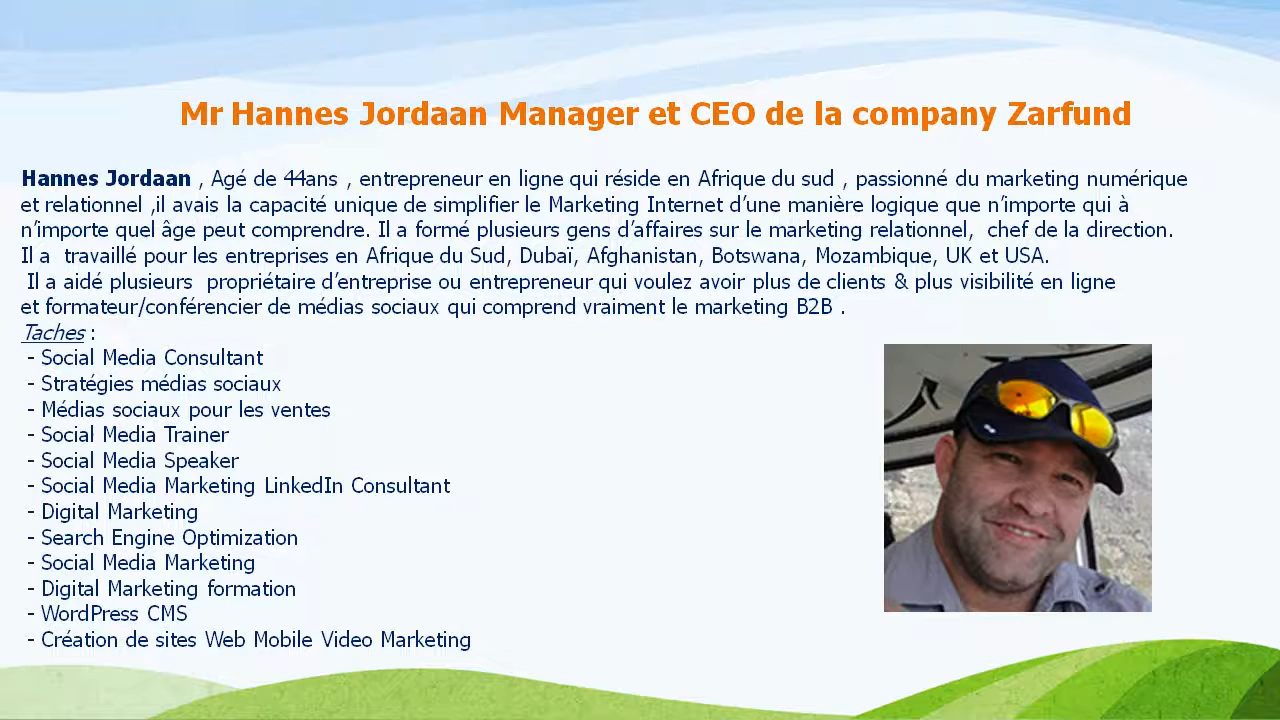 Mr Hannes Jordaan Manager et CEO de la company Zarfund
Hannes Jordaan , Agé de 44ans , entrepreneur en ligne qui réside en Afrique du sud , passionné du marketing numérique
et relationnel ,il avais la capacité unique de simplifier le Marketing Internet d’une manière logique que n’importe qui à
n’importe quel âge peut comprendre. Il a formé plusieurs gens d’affaires sur le marketing relationnel, chef de la direction.
Il a travaillé pour les entreprises en Afrique du Sud, Dubaï, Afghanistan, Botswana, Mozambique, UK et USA.
Il a aidé plusieurs propriétaire d’entreprise ou entrepreneur qui voulez avoir plus de clients & plus visibilité en ligne
et formateur/conférencier de médias sociaux qui comprend vraiment le marketing B2B .
Taches :
- Social Media Consultant
- Stratégies médias sociaux
- Médias sociaux pour les ventes
- Social Media Trainer
- Social Media Speaker
- Social Media Marketing LinkedIn Consultant
- Digital Marketing
- Search Engine Optimization
- Social Media Marketing
- Digital Marketing formation
- WordPress CMS
- Création de sites Web Mobile Video Marketing